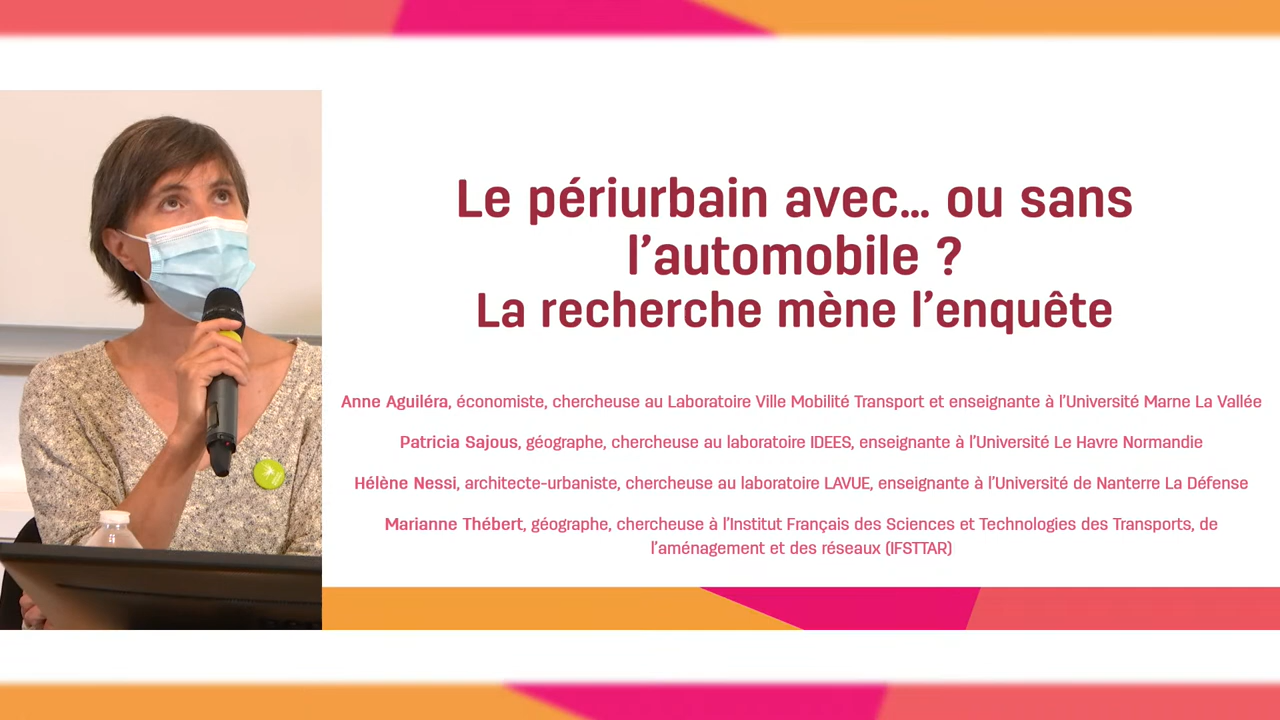 Le périurbain avec... ou sans
l'automobile ?
La recherche mène l'enquête
Anne Aguiléra, économiste, chercheuse au Laboratoire Ville Mobilité Transport et enseignante à l'Université Marne La Vallée
Patricia Sajous, géographe, chercheuse au laboratoire IDEES, enseignante à l'Université Le Havre Normandie
Hélène Nessi, architecte-urbaniste, chercheuse au laboratoire LAVUE, enseignante à l'Université de Nanterre La Défense
Marianne Thébert, géographe, chercheuse à l'Institut Français des Sciences et Technologies des Transports, de
l'aménagement et des réseaux (IFSTTAR)